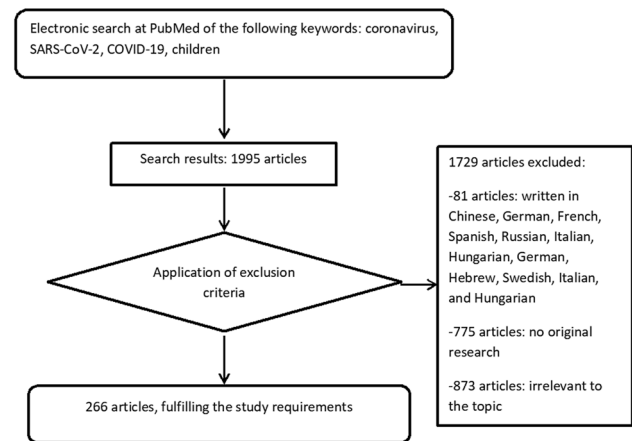 Electronic search at PubMed of the following keywords: coronavirus,
SARS-CoV-2, COVID-19, children
Search results: 1995 articles
Application of exclusion
criteria
1729 articles excluded:
-81 articles: written in
Chinese, German, French,
Spanish, Russian, Italian,
Hungarian, German,
Hebrew, Swedish, Italian,
and Hungarian
-775 articles: no original
research
-873 articles: irrelevant to
the topic
266 articles, fulfilling the study requirements